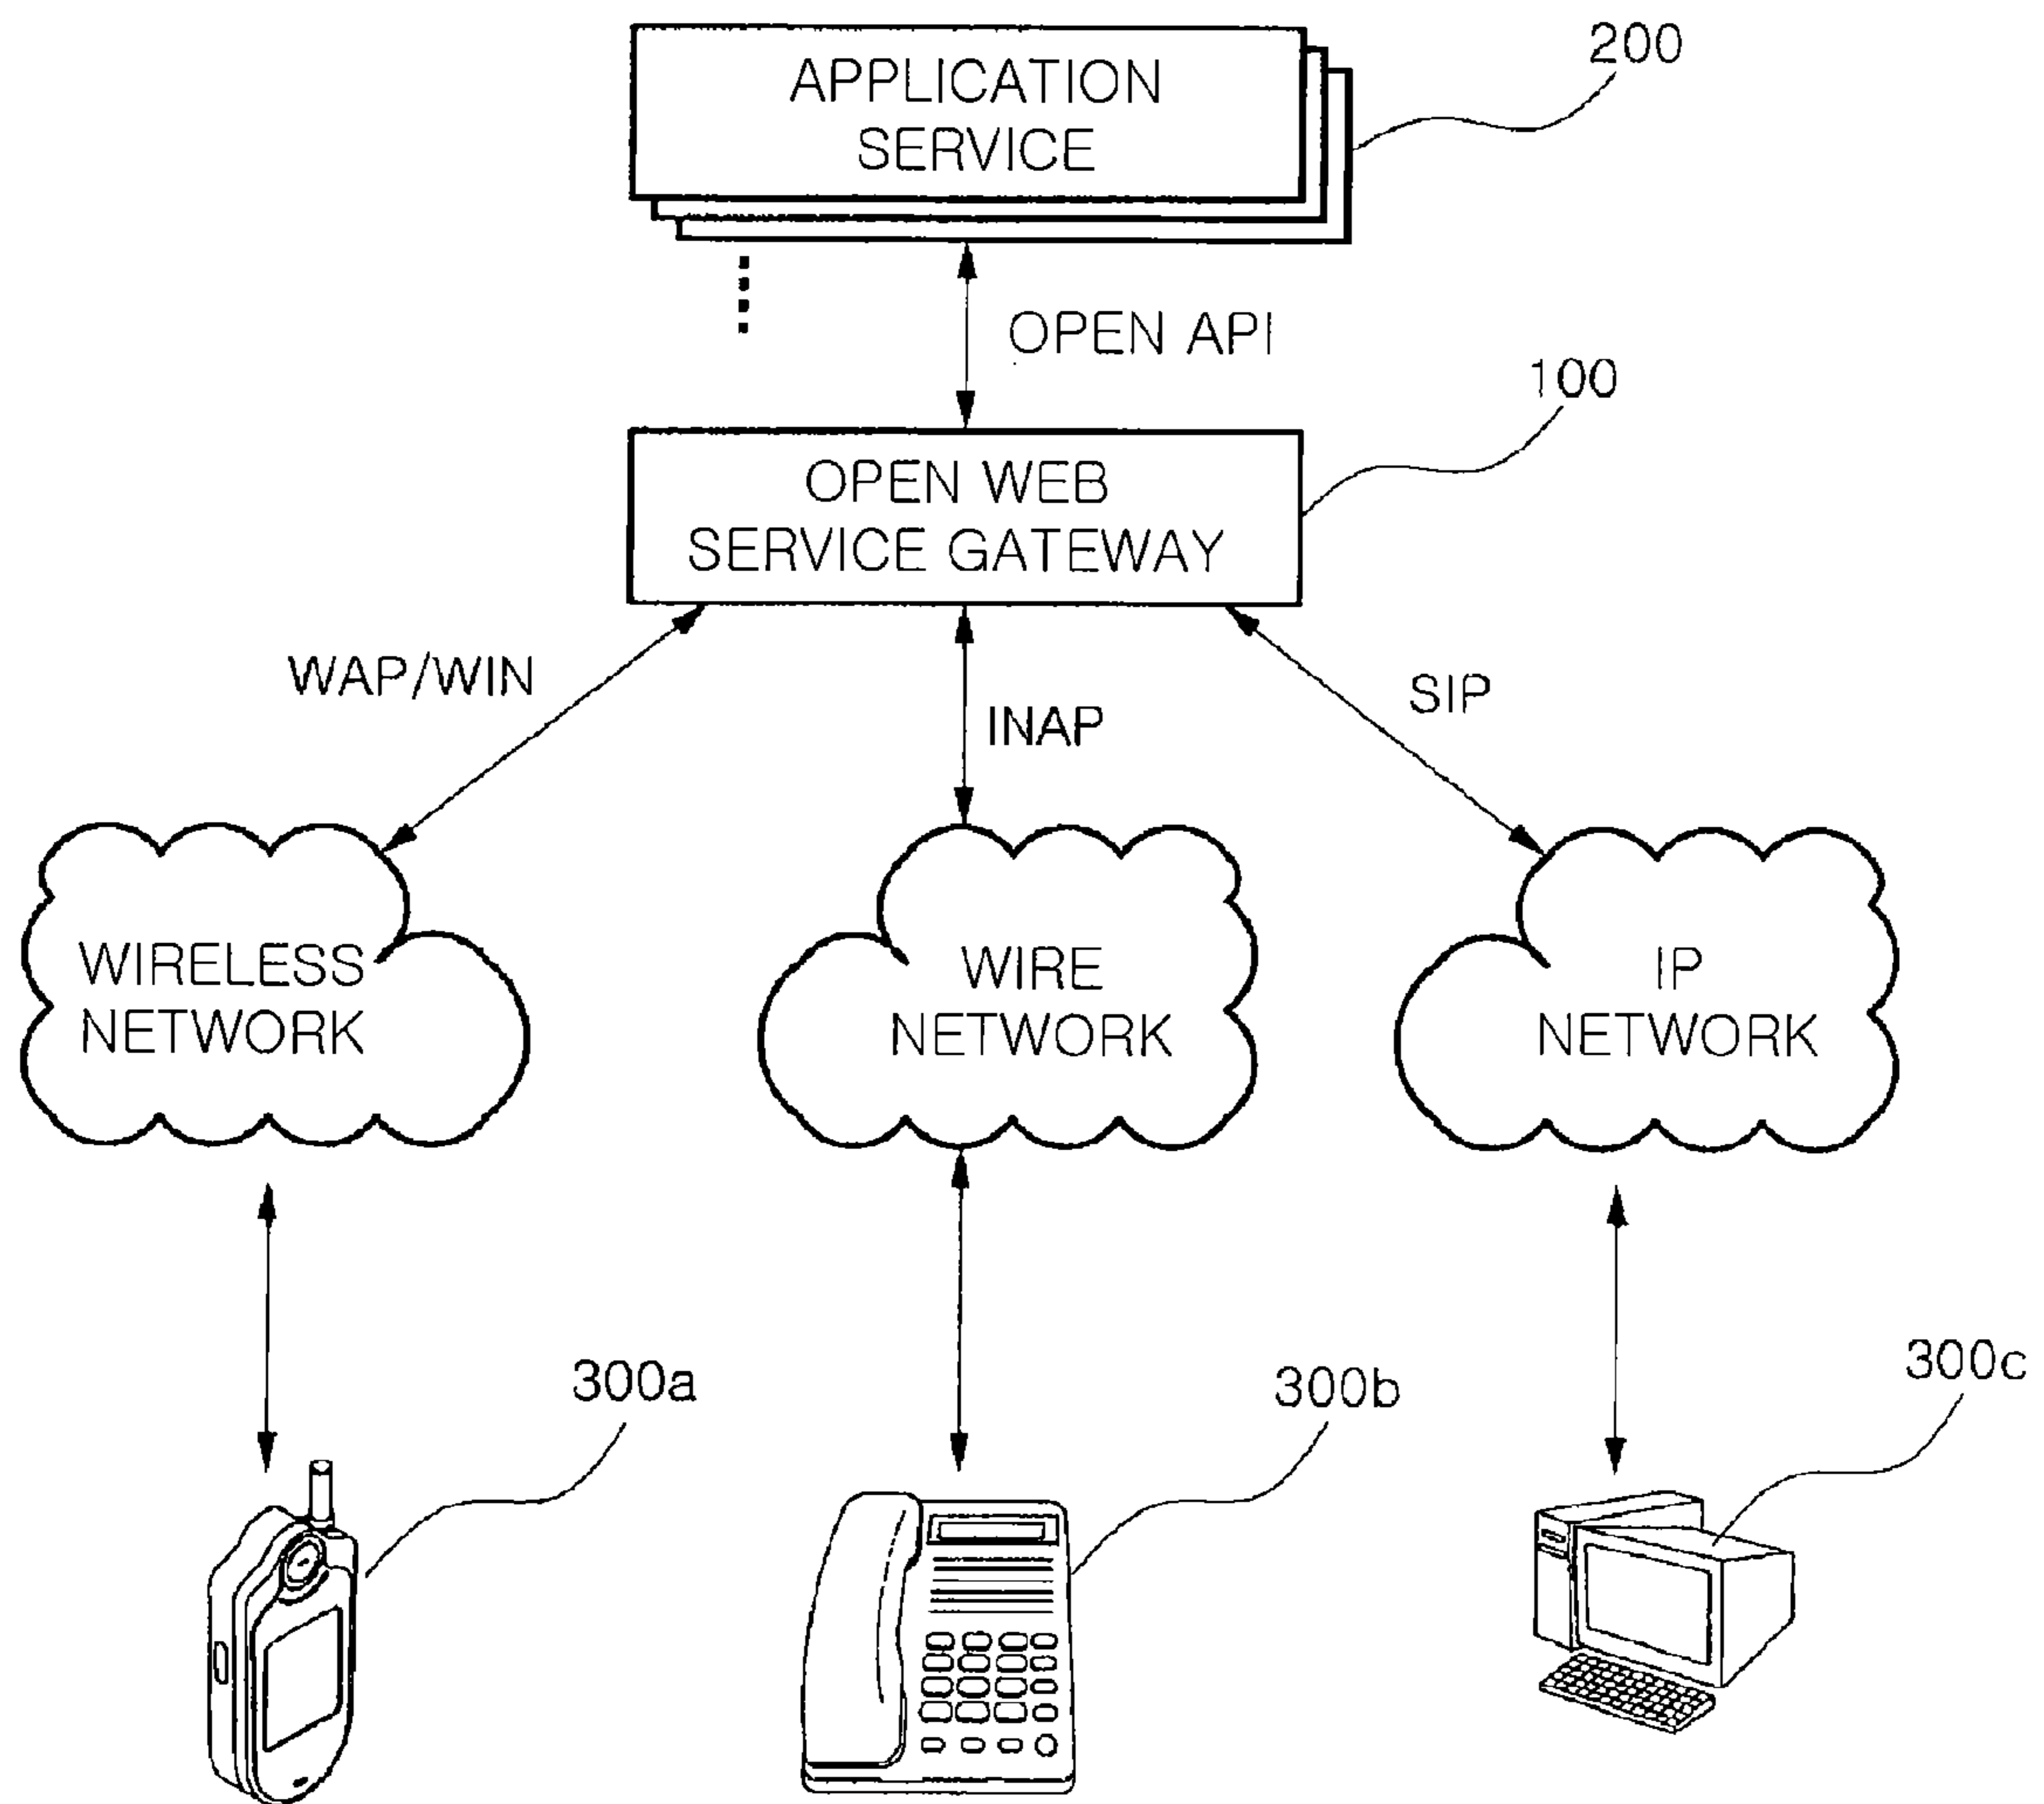 200
APPLICATION
SERVICE
OPEN API
100
OPEN WEB
SERVICE GATEWAY
WAP/WIN
INAP
SIP
WIRELESS
NETWORK
WIRE
NETWORK
IP
NETWORK
300a
300b
300c